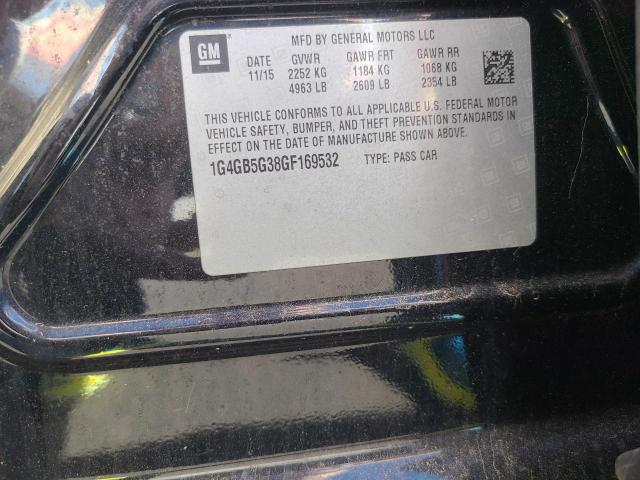 GM
MFD BY GENERAL MOTORS LLC
DATE GVWR GAWR FRT GAWR RR
11/15 2252 KG 1184 KG 1068 KG
4963 LB 2609 LB 2354 LB
THIS VEHICLE CONFORMS TO ALL APPLICABLE U.S. FEDERAL MOTOR
VEHICLE SAFETY, BUMPER, AND THEFT PREVENTION STANDARDS IN
EFFECT ON THE DATE OF MANUFACTURE SHOWN ABOVE.
1G4GB5G38GF169532 TYPE: PASS CAR